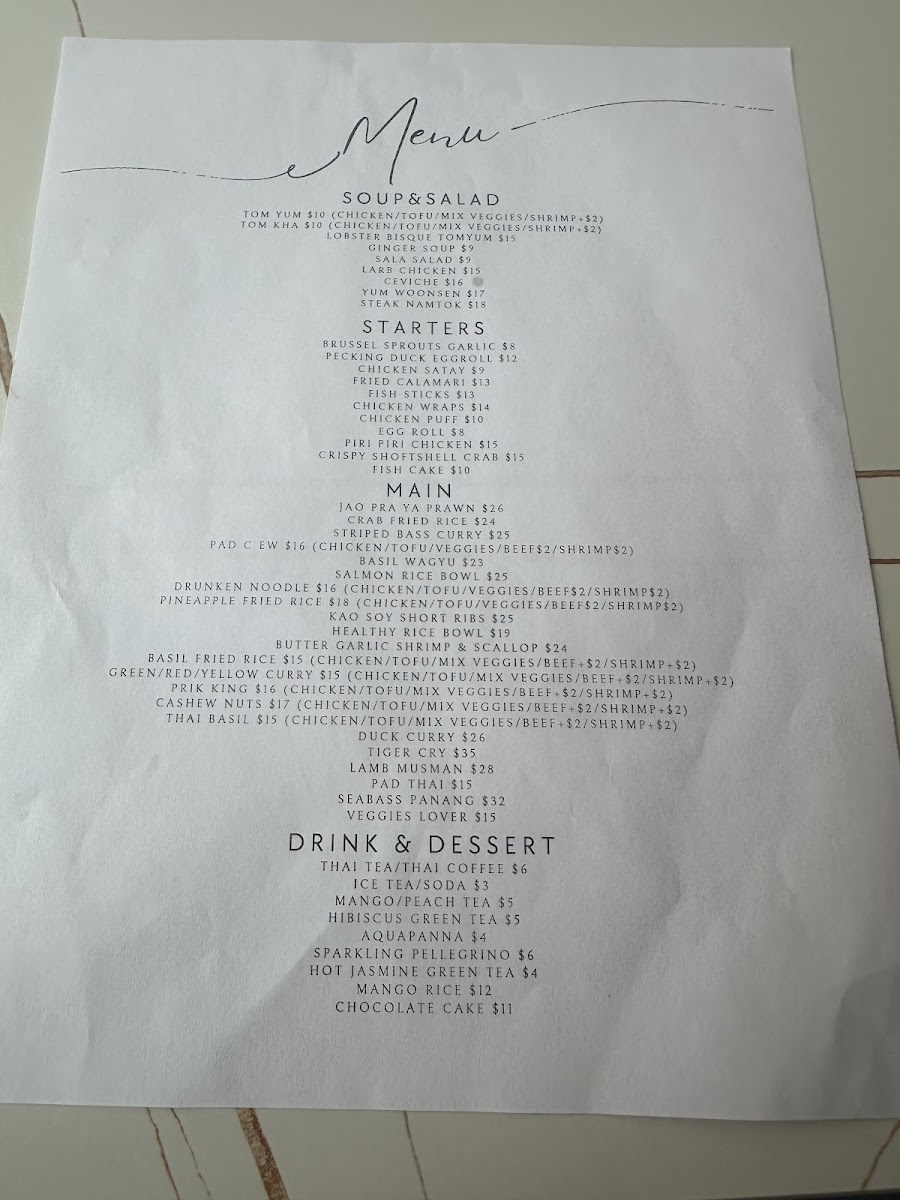 Menu
SOUP&SALAD
TOM YUM $10 (CHICKEN/TOFU/MIX VEGGIES/SHRIMP+$2)
TOM KHA $10 (CHICKEN/TOFU/MIX VEGGIES/SHRIMP+$2)
LOBSTER BISQUE TOMYUM $15
GINGER SOUP $9
SALA SALAD $9
LARB CHICKEN $15
CEVICHE $16
YUM WOONSEN $17
STEAK NAMTOK $18
STARTERS
BRUSSEL SPROUTS GARLIC $8
PECKING DUCK EGGROLL $12
CHICKEN SATAY $9
FRIED CALAMARI $13
FISH STICKS $13
CHICKEN WRAPS $14
CHICKEN PUFF $10
EGG ROLL $8
PIRI PIRI CHICKEN $15
CRISPY SHOFTSHELL CRAB $15
FISH CAKE $10
MAIN
JAO PRA YA PRAWN $26
CRAB FRIED RICE $24
STRIPED BASS CURRY $25
PAD C EW $16 (CHICKEN/TOFU/VEGGIES/BEEF$2/SHRIMP$2)
BASIL WAGYU $23
SALMON RICE BOWL $25
DRUNKEN NOODLE $16 (CHICKEN/TOFU/VEGGIES/BEEF$2/SHRIMP$2)
PINEAPPLE FRIED RICE $18 (CHICKEN/TOFU/VEGGIES/BEEF$2/SHRIMP$2)
KAO SOY SHORT RIBS $25
HEALTHY RICE BOWL $19
BUTTER GARLIC SHRIMP & SCALLOP $24
BASIL FRIED RICE $15 (CHICKEN/TOFU/MIX VEGGIES/BEEF+$2/SHRIMP+$2)
GREEN/RED/YELLOW CURRY $15 (CHICKEN/TOFU/MIX VEGGIES/BEEF+$2/SHRIMP+$2)
PRIK KING $16 (CHICKEN/TOFU/MIX VEGGIES/BEEF+$2/SHRIMP+$2)
CASHEW NUTS $17 (CHICKEN/TOFU/MIX VEGGIES/BEEF+$2/SHRIMP+$2)
THAI BASIL $15 (CHICKEN/TOFU/MIX VEGGIES/BEEF+$2/SHRIMP+$2)
DUCK CURRY $26
TIGER CRY $35
LAMB MUSMAN $28
PAD THAI $15
SEABASS PANANG $32
VEGGIES LOVER $15
DRINK & DESSERT
THAI TEA/THAI COFFEE $6
ICE TEA/SODA $3
MANGO/PEACH TEA $5
HIBISCUS GREEN TEA $5
AQUAPANNA $4
SPARKLING PELLEGRINO $6
HOT JASMINE GREEN TEA $4
MANGO RICE $12
CHOCOLATE CAKE $11